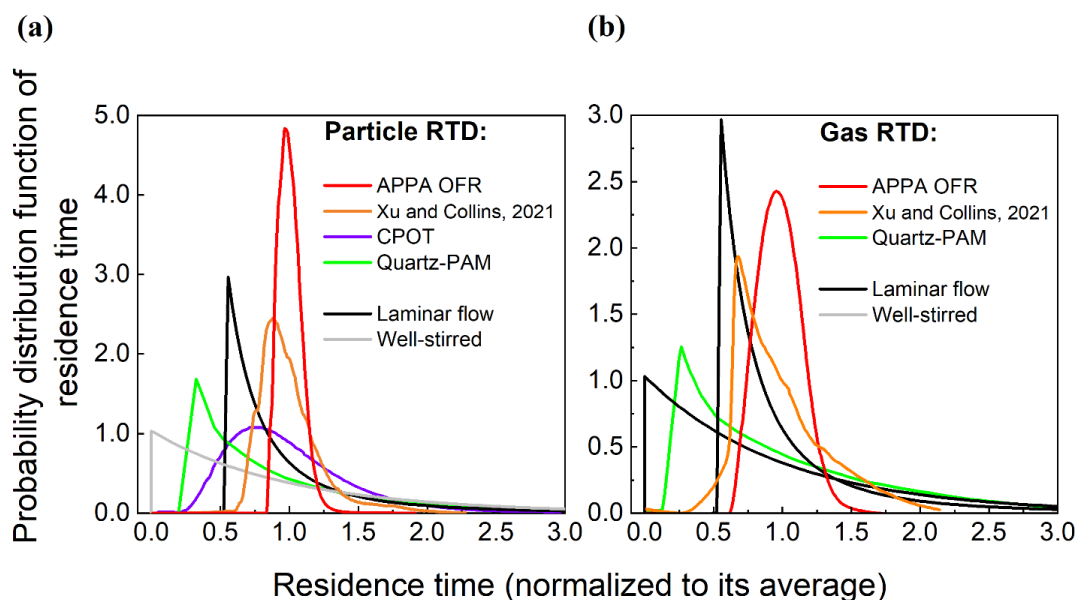 (a)
(b)
Probability distribution function of
residence time
5.0
4.0
3.0
2.0
1.0
0.0
0.0 0.5 1.0 1.5 2.0 2.5 3.0
Particle RTD:
APPA OFR
Xu and Collins, 2021
CPOT
Quartz-PAM
Laminar flow
Well-stirred
3.0
2.5
2.0
1.5
1.0
0.5
0.0
0.0 0.5 1.0 1.5 2.0 2.5 3.0
Gas RTD:
APPA OFR
Xu and Collins, 2021
Quartz-PAM
Laminar flow
Well-stirred
Residence time (normalized to its average)